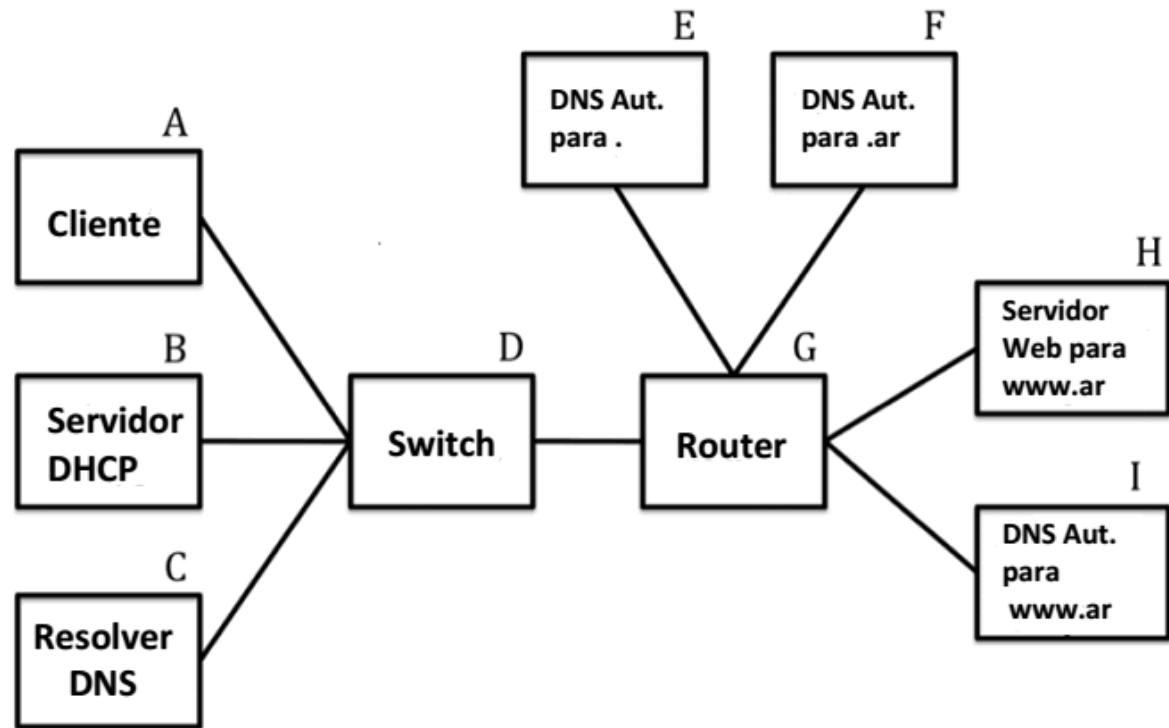 E
F
DNS Aut.
para .
DNS Aut.
para .ar
A
Cliente
H
Servidor
Web para
www.ar
B
Servidor
DHCP
D
Switch
G
Router
I
DNS Aut.
para
www.ar
C
Resolver
DNS